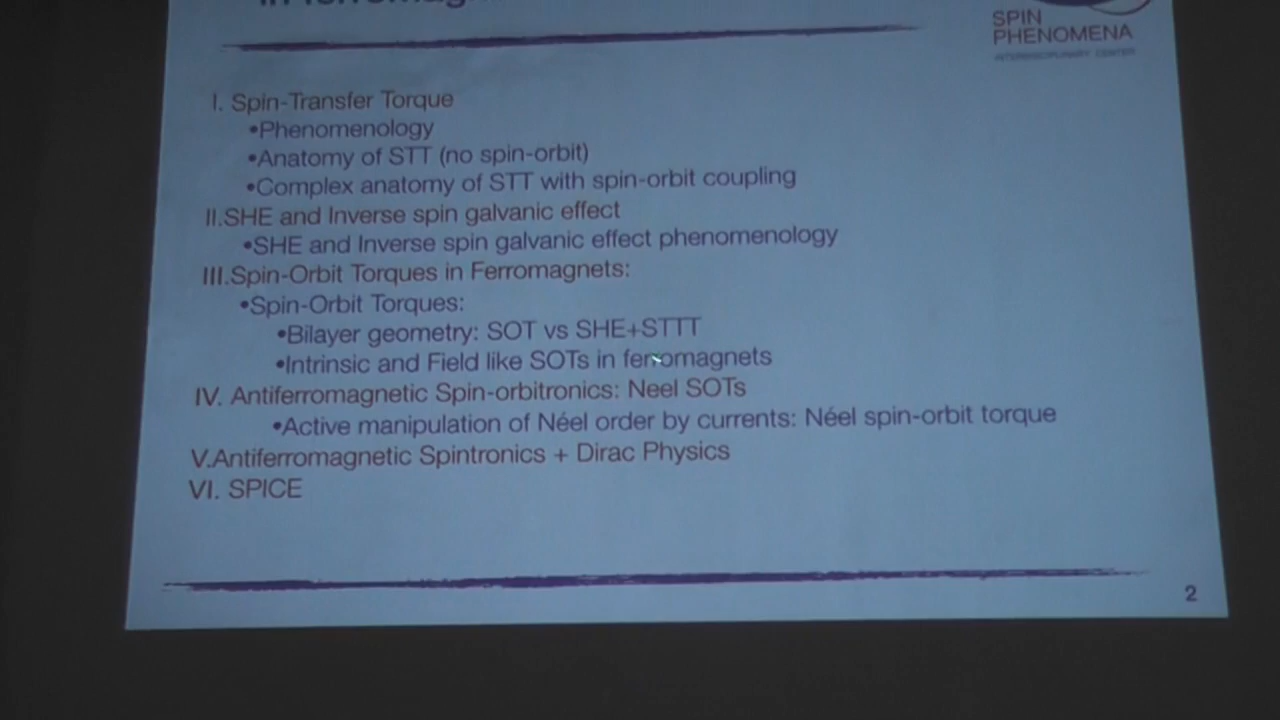 SPIN
PHENOMENA
INTERDISCIPLINARY CENTER
I. Spin-Transfer Torque
•Phenomenology
•Anatomy of STT (no spin-orbit)
•Complex anatomy of STT with spin-orbit coupling
II.SHE and Inverse spin galvanic effect
•SHE and Inverse spin galvanic effect phenomenology
III.Spin-Orbit Torques in Ferromagnets:
•Spin-Orbit Torques:
•Bilayer geometry: SOT vs SHE+STTT
•Intrinsic and Field like SOTs in ferromagnets
IV. Antiferromagnetic Spin-orbitronics: Neel SOTs
•Active manipulation of Néel order by currents: Néel spin-orbit torque
V.Antiferromagnetic Spintronics + Dirac Physics
VI. SPICE
2